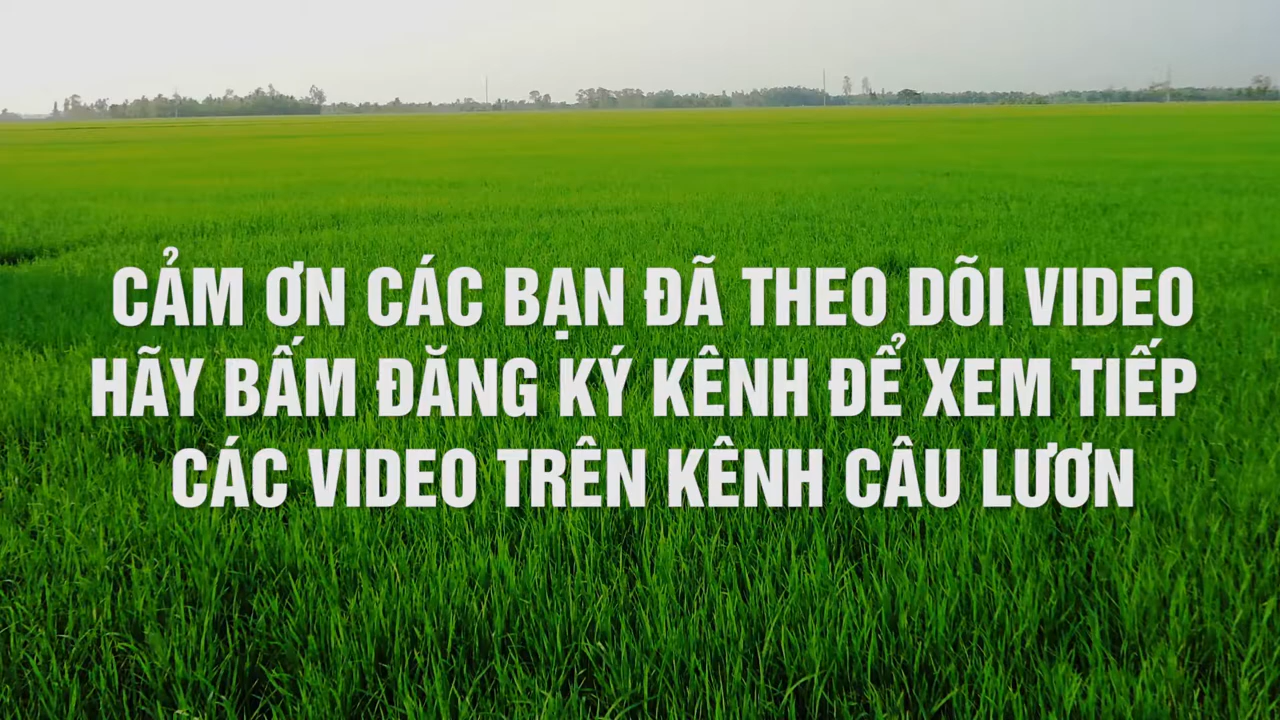 CẢM ƠN CÁC BẠN ĐÃ THEO DÕI VIDEO
HÃY BẤM ĐĂNG KÝ KÊNH ĐỂ XEM TIẾP
CÁC VIDEO TRÊN KÊNH CÂU LƯƠN